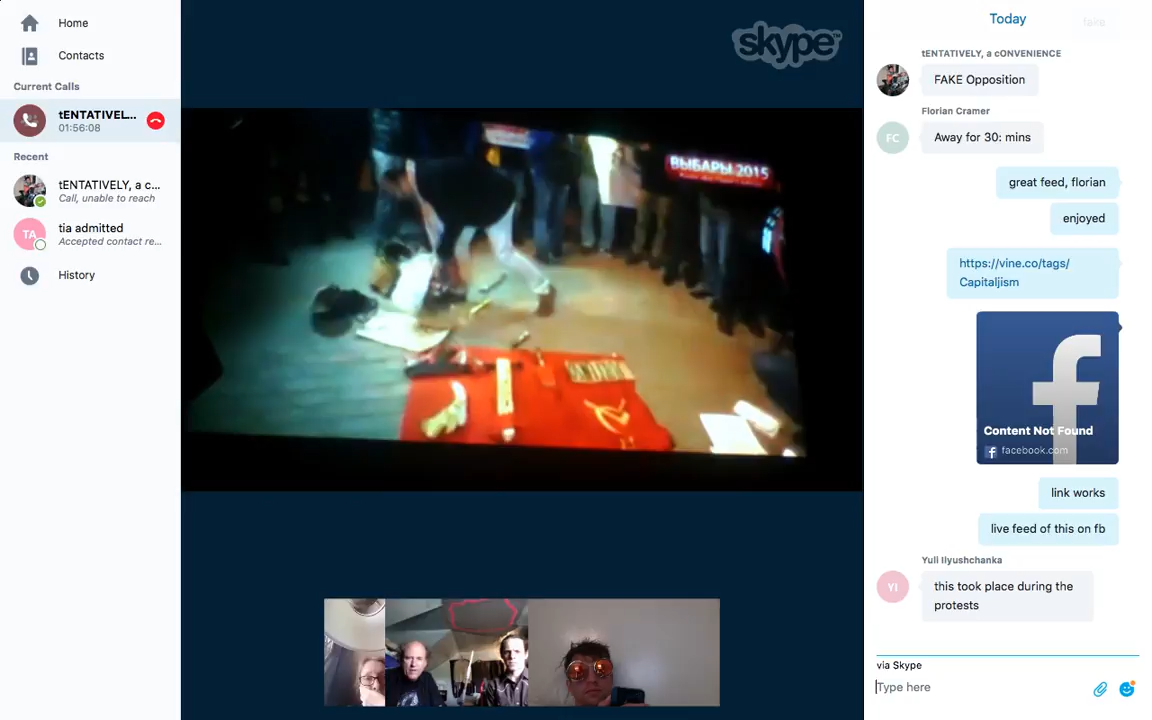 Home
Contacts
Current Calls
tENTATIVEL...
01:56:08
Recent
tENTATIVELY, a c...
Call, unable to reach
TA
tia admitted
Accepted contact re...
History
skype™
ВЫБАРЫ 2015
Today
fake
tENTATIVELY, a cONVENIENCE
FAKE Opposition
Florian Cramer
FC
Away for 30: mins
great feed, florian
enjoyed
https://vine.co/tags/
Capitaljism
Content Not Found
facebook.com
link works
live feed of this on fb
Yuli Ilyushchanka
YI
this took place during the
protests
via Skype
Type here